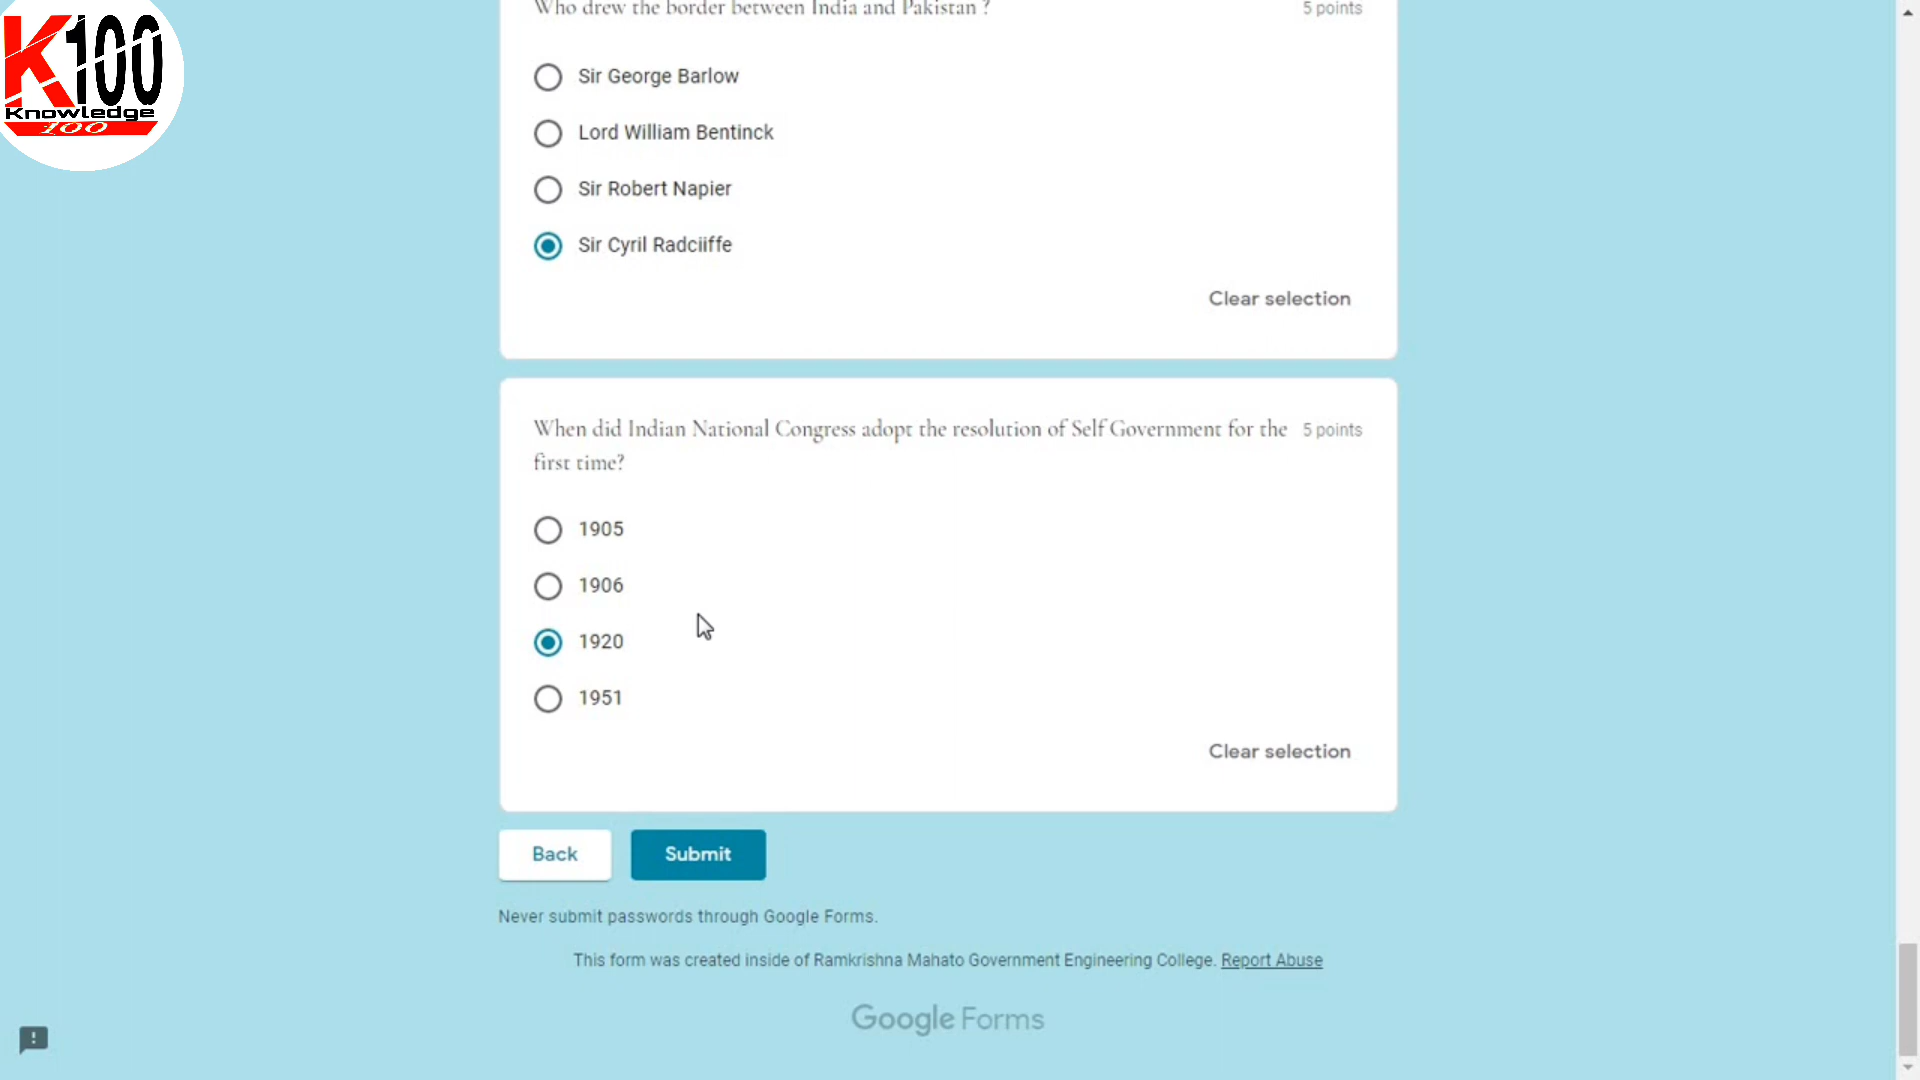 K100
Knowledge
100
Who drew the border between India and Pakistan ?
5 points
Sir George Barlow
Lord William Bentinck
Sir Robert Napier
Sir Cyril Radciiffe
Clear selection
When did Indian National Congress adopt the resolution of Self Government for the
5 points
first time?
1905
1906
1920
1951
Clear selection
Back
Submit
Never submit passwords through Google Forms.
This form was created inside of Ramkrishna Mahato Government Engineering College. Report Abuse
Google Forms